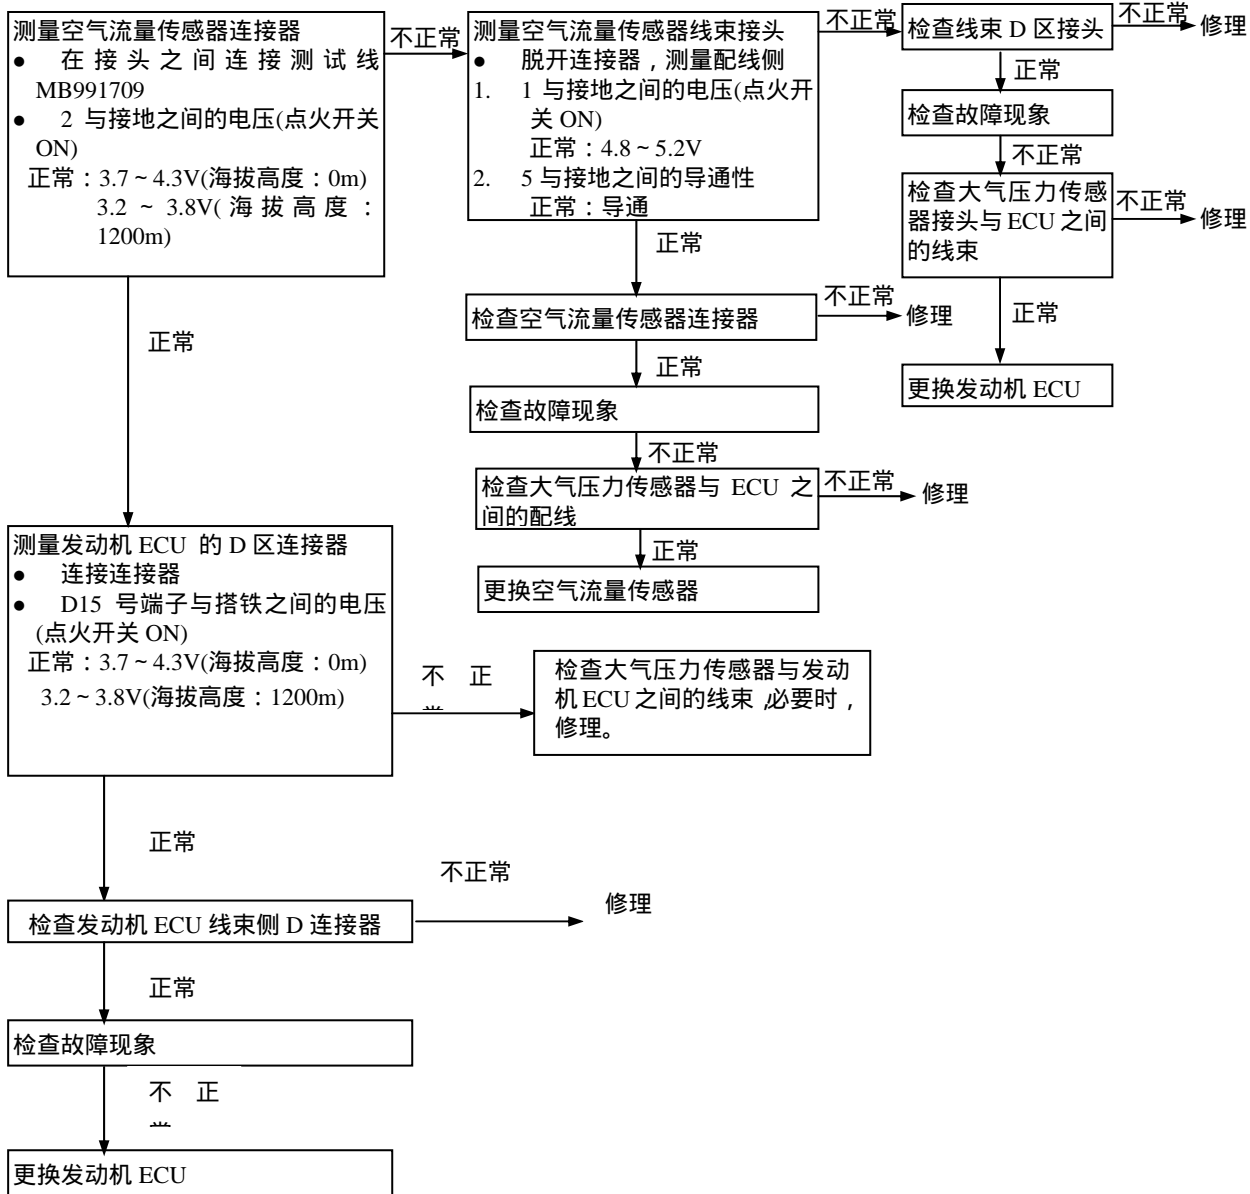 测量空气流量传感器连接器
● 在接头之间连接测试线
MB991709
● 2 与接地之间的电压(点火开关
ON)
正常：3.7～4.3V(海拔高度：0m)
3.2～3.8V(海拔高度：
1200m)
不正常
测量空气流量传感器线束接头
● 脱开连接器，测量配线侧
1. 1 与接地之间的电压(点火开
关 ON)
正常：4.8～5.2V
2. 5 与接地之间的导通性
正常：导通
不正常
检查线束 D 区接头
不正常
修理
正常
检查故障现象
不正常
检查大气压力传感
器接头与 ECU 之间
的线束
不正常
修理
正常
更换发动机 ECU
正常
检查空气流量传感器连接器
不正常
修理
正常
检查故障现象
不正常
检查大气压力传感器与 ECU 之
间的配线
不正常
修理
正常
更换空气流量传感器
正常
测量发动机 ECU 的 D 区连接器
● 连接连接器
● D15 号端子与搭铁之间的电压
(点火开关 ON)
正常：3.7～4.3V(海拔高度：0m)
3.2～3.8V(海拔高度：1200m)
不 正
检查大气压力传感器与发动
机 ECU 之间的线束，必要时，
修理。
正常
检查发动机 ECU 线束侧 D 连接器
不正常
修理
正常
检查故障现象
不 正
更换发动机 ECU